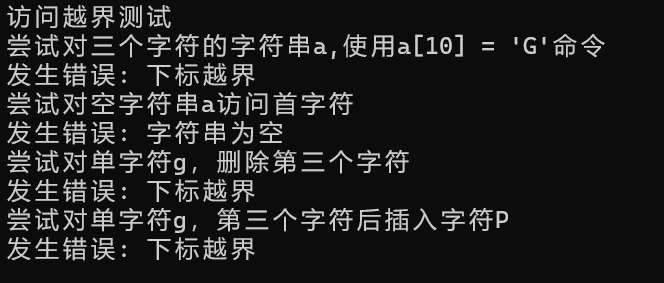 访问越界测试
尝试对三个字符的字符串a,使用a[10] = 'G'命令
发生错误: 下标越界
尝试对空字符串a访问首字符
发生错误: 字符串为空
尝试对单字符g, 删除第三个字符
发生错误: 下标越界
尝试对单字符g, 第三个字符后插入字符P
发生错误: 下标越界